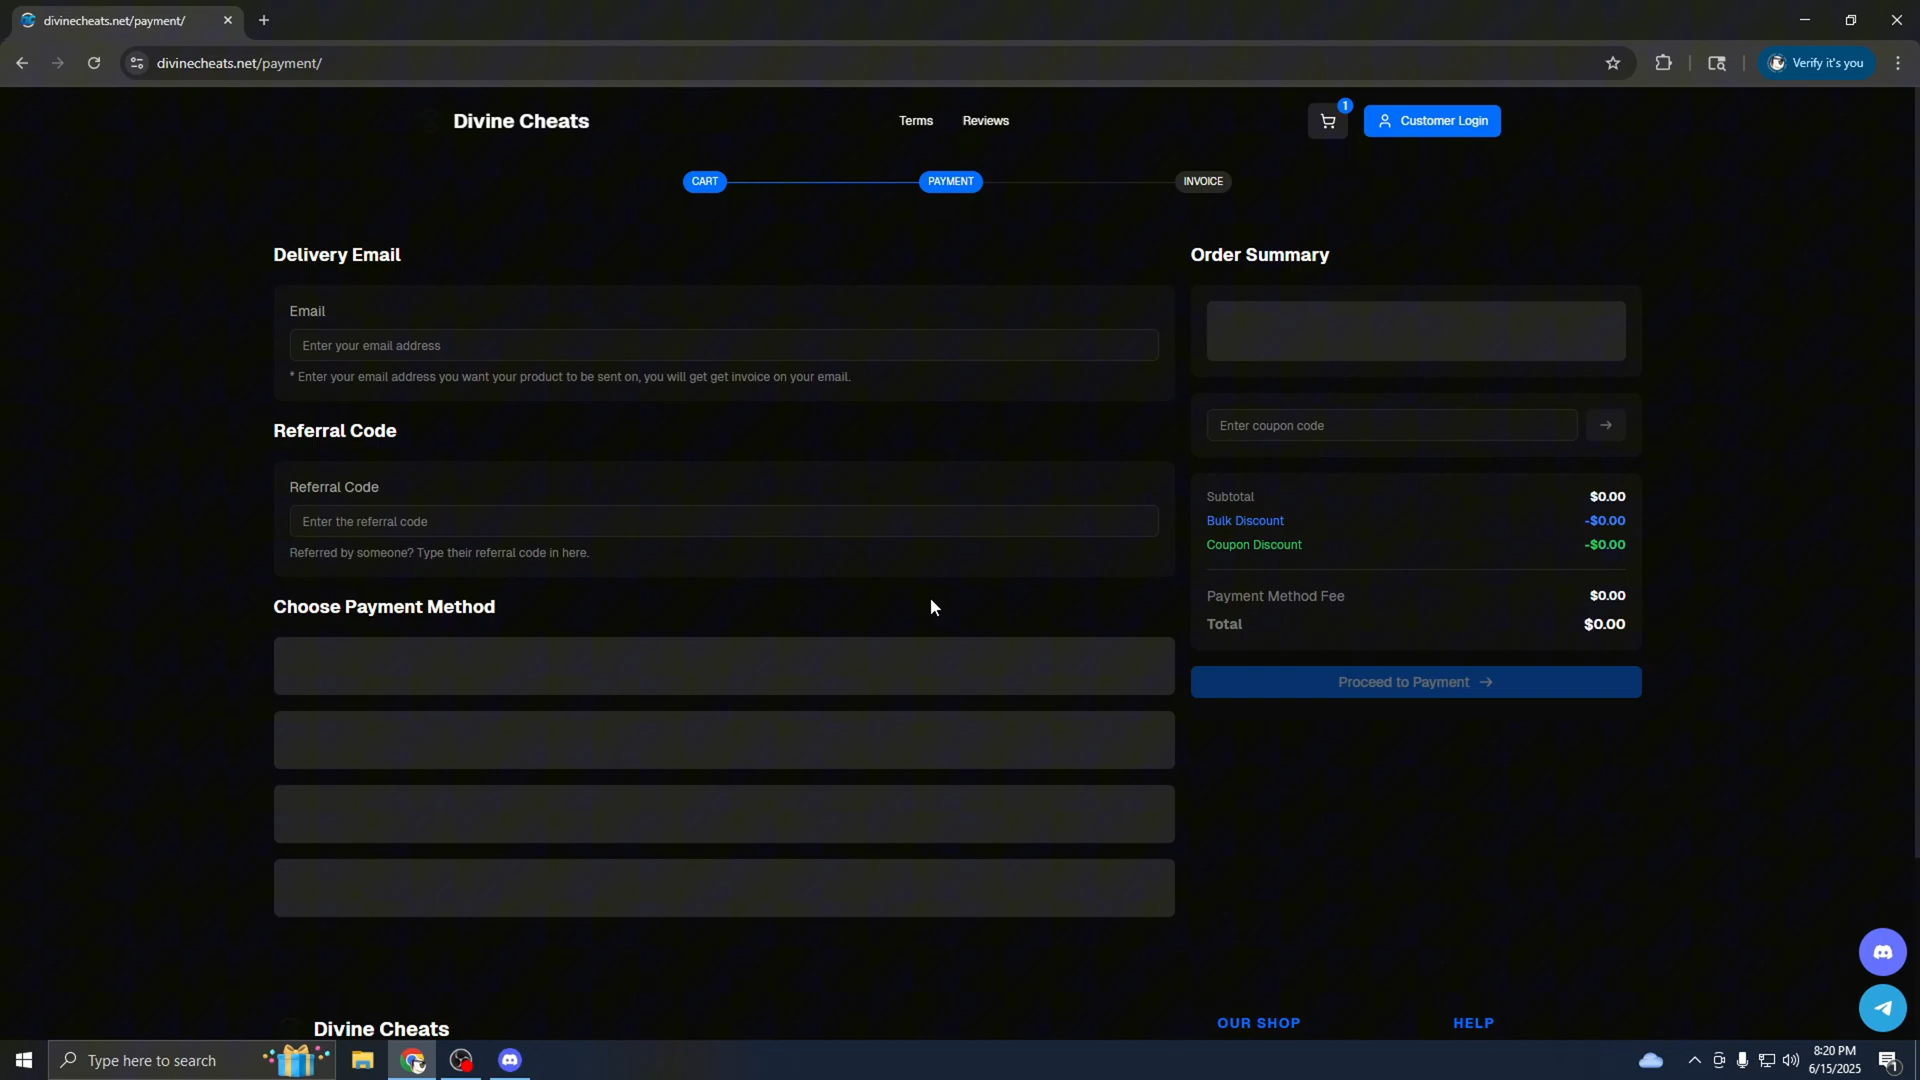 divinecheats.net/payment/
divinecheats.net/payment/
Verify it's you
Divine Cheats
Terms
Reviews
1
Customer Login
CART
PAYMENT
INVOICE
Delivery Email
Email
Enter your email address
* Enter your email address you want your product to be sent on, you will get get invoice on your email.
Referral Code
Referral Code
Enter the referral code
Referred by someone? Type their referral code in here.
Choose Payment Method
Order Summary
Enter coupon code
Subtotal $0.00
Bulk Discount -$0.00
Coupon Discount -$0.00
Payment Method Fee $0.00
Total $0.00
Proceed to Payment
Divine Cheats
OUR SHOP
HELP
Type here to search
8:20 PM
6/15/2025
1